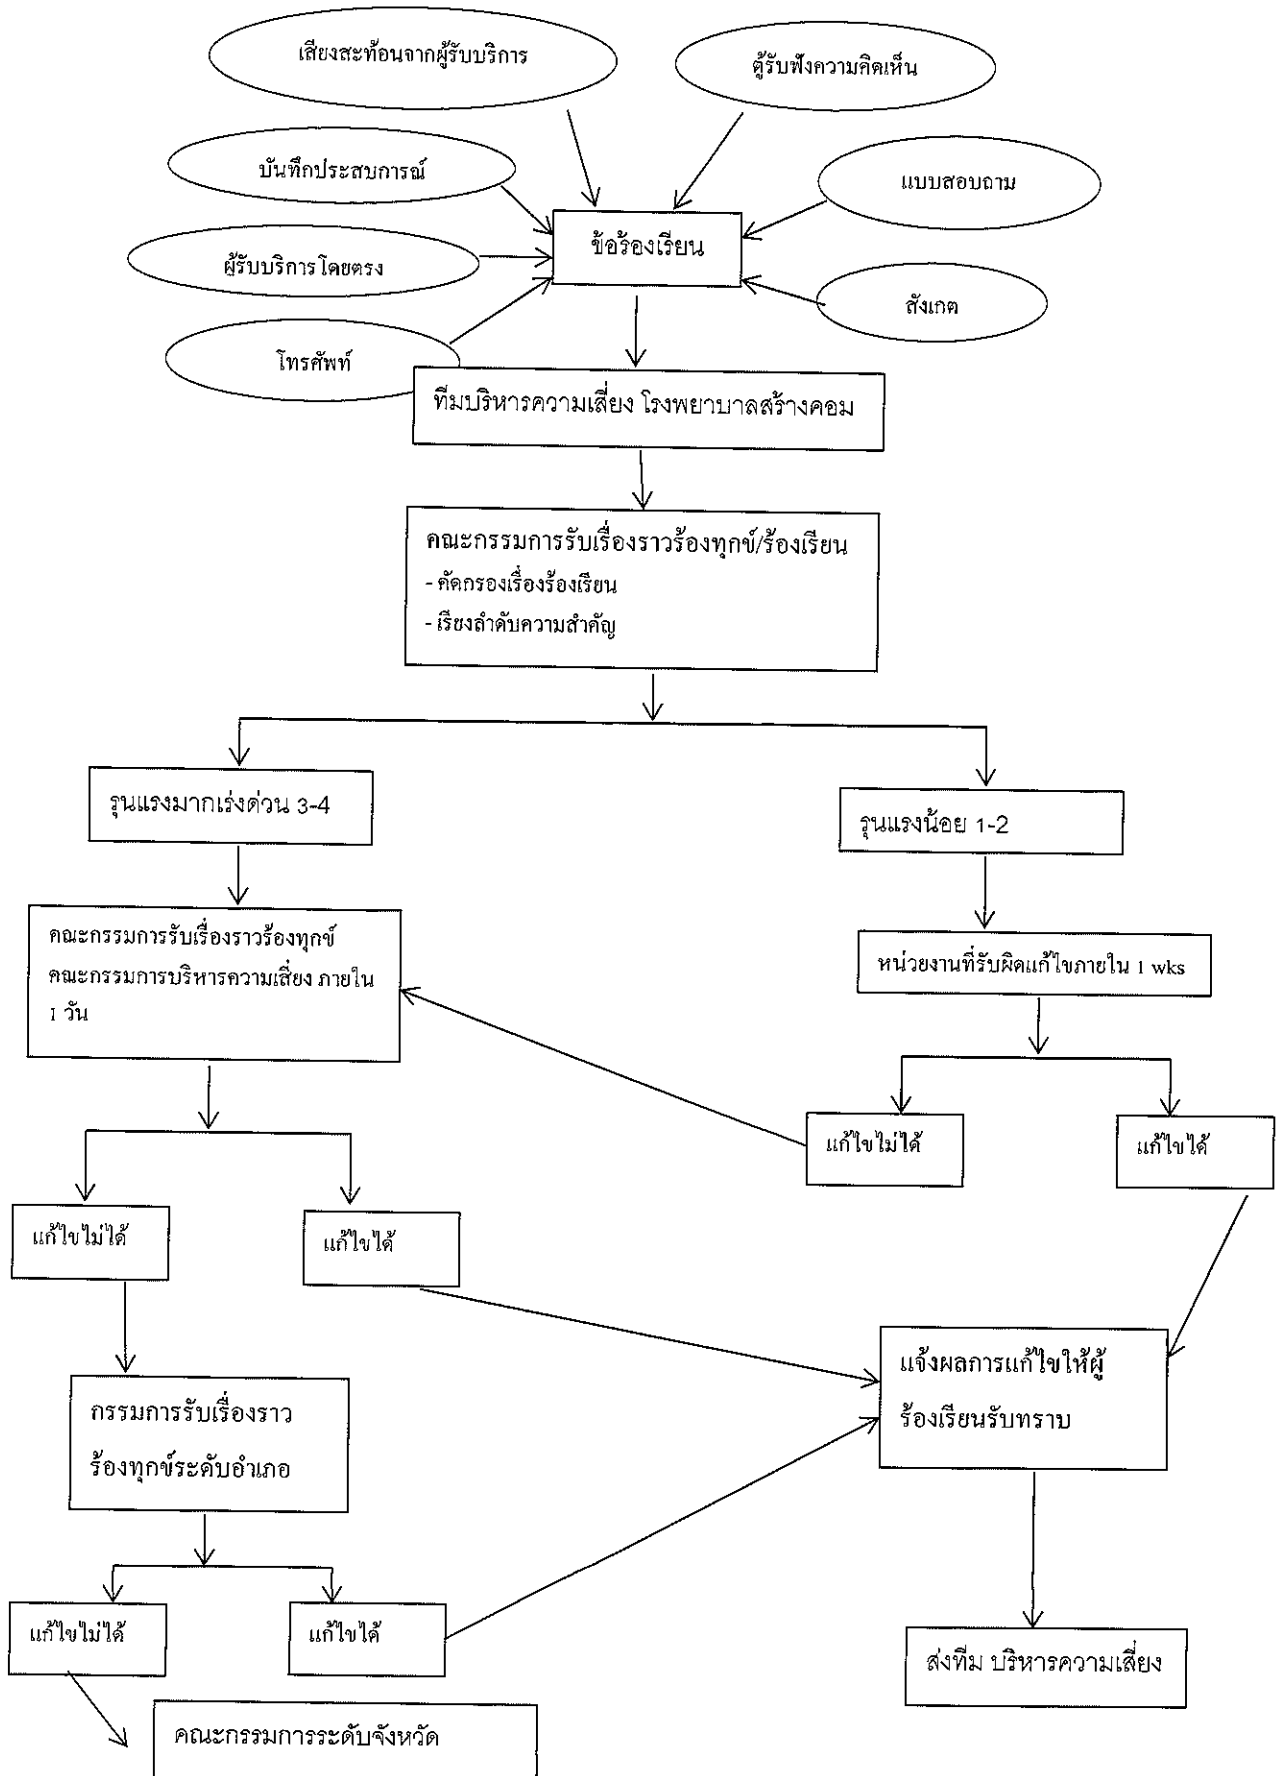 เสียงสะท้อนจากผู้รับบริการ
ตู้รับฟังความคิดเห็น
บันทึกประสบการณ์
แบบสอบถาม
ข้อร้องเรียน
ผู้รับบริการโดยตรง
สังเกต
โทรศัพท์
ทีมบริหารความเสี่ยง โรงพยาบาลสร้างคอม
คณะกรรมการรับเรื่องราวร้องทุกข์/ร้องเรียน
- คัดกรองเรื่องร้องเรียน
- เรียงลำดับความสำคัญ
รุนแรงมากเร่งด่วน 3-4
รุนแรงน้อย 1-2
คณะกรรมการรับเรื่องราวร้องทุกข์
คณะกรรมการบริหารความเสี่ยง ภายใน
1 วัน
หน่วยงานที่รับผิดแก้ไขภายใน 1 wks
แก้ไขไม่ได้
แก้ไขได้
แก้ไขไม่ได้
แก้ไขได้
แจ้งผลการแก้ไขให้ผู้
ร้องเรียนรับทราบ
กรรมการรับเรื่องราว
ร้องทุกข์ระดับอำเภอ
แก้ไขไม่ได้
แก้ไขได้
ส่งทีม บริหารความเสี่ยง
คณะกรรมการระดับจังหวัด